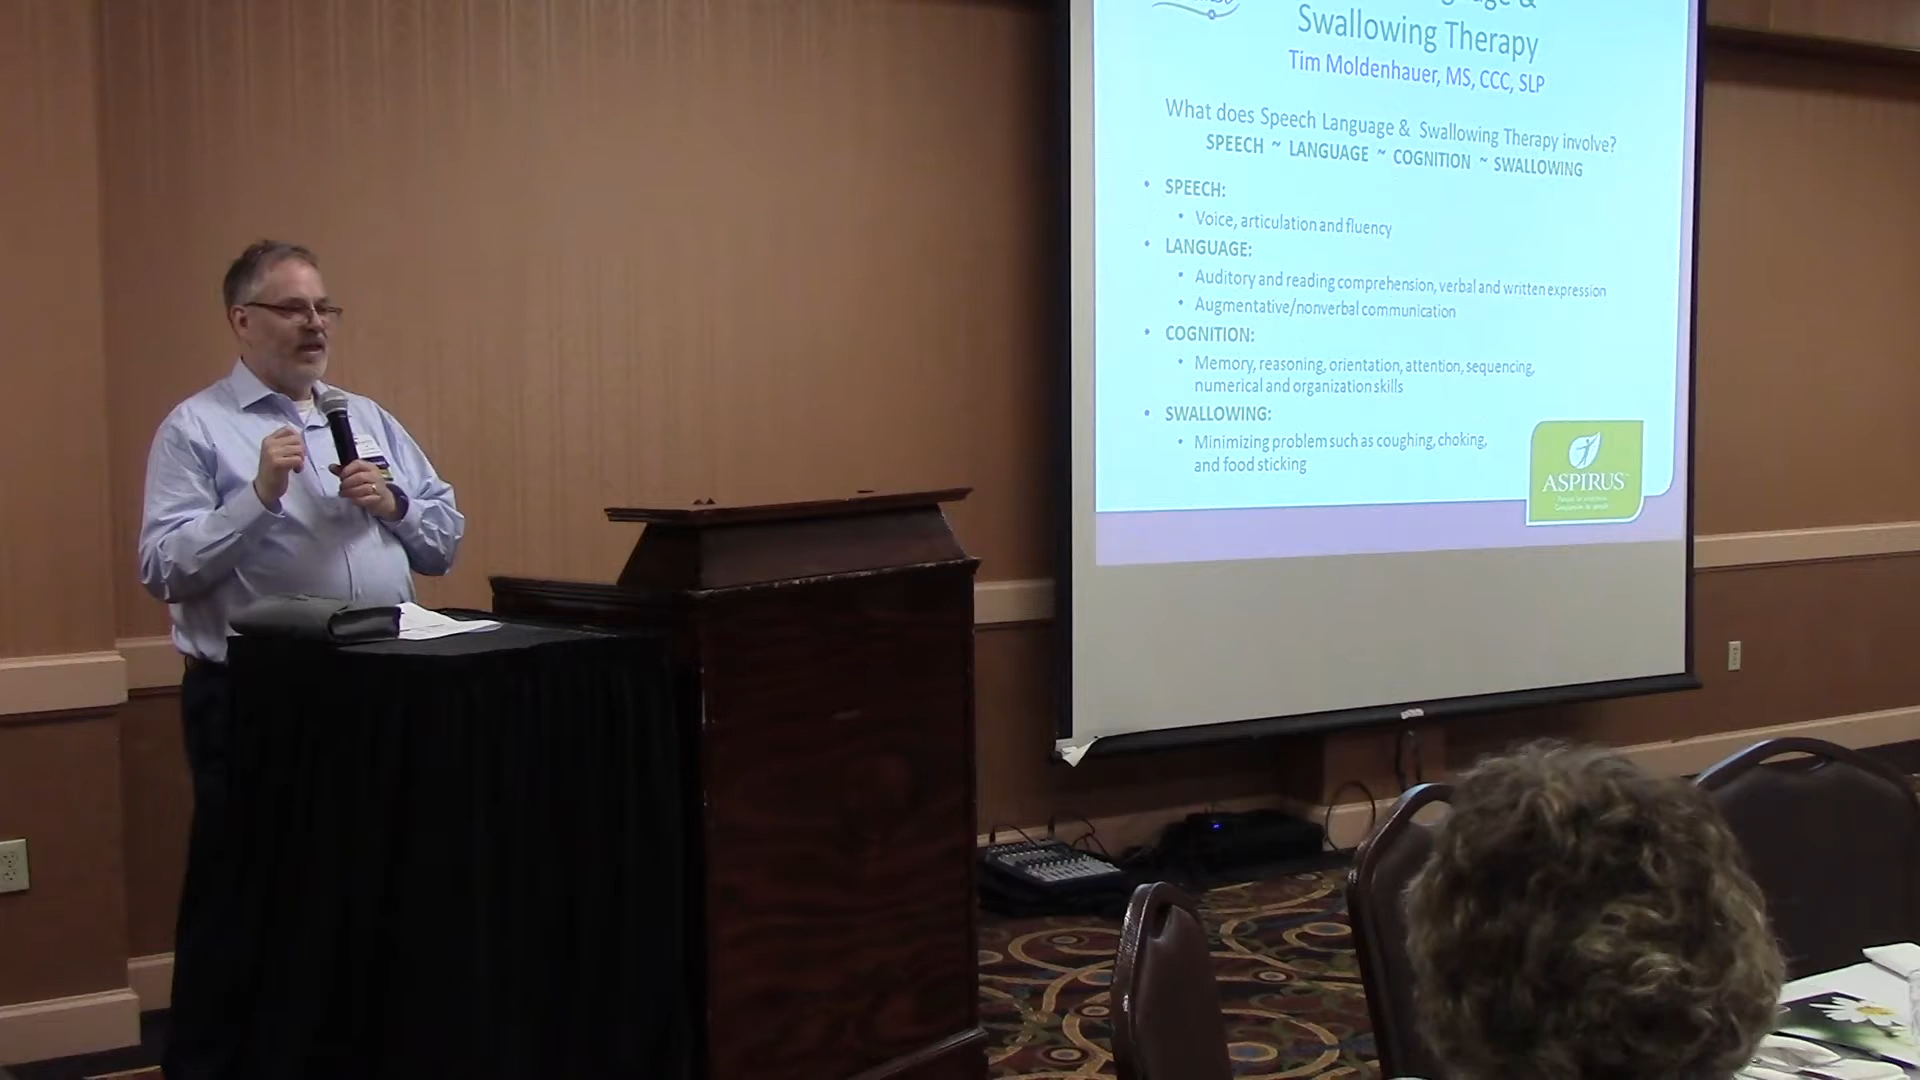 Swallowing Therapy
Tim Moldenhauer, MS, CCC, SLP
What does Speech Language & Swallowing Therapy involve?
SPEECH ~ LANGUAGE ~ COGNITION ~ SWALLOWING
• SPEECH:
• Voice, articulation and fluency
• LANGUAGE:
• Auditory and reading comprehension, verbal and written expression
• Augmentative/nonverbal communication
• COGNITION:
• Memory, reasoning, orientation, attention, sequencing,
numerical and organization skills
• SWALLOWING:
• Minimizing problem such as coughing, choking,
and food sticking
ASPIRUS